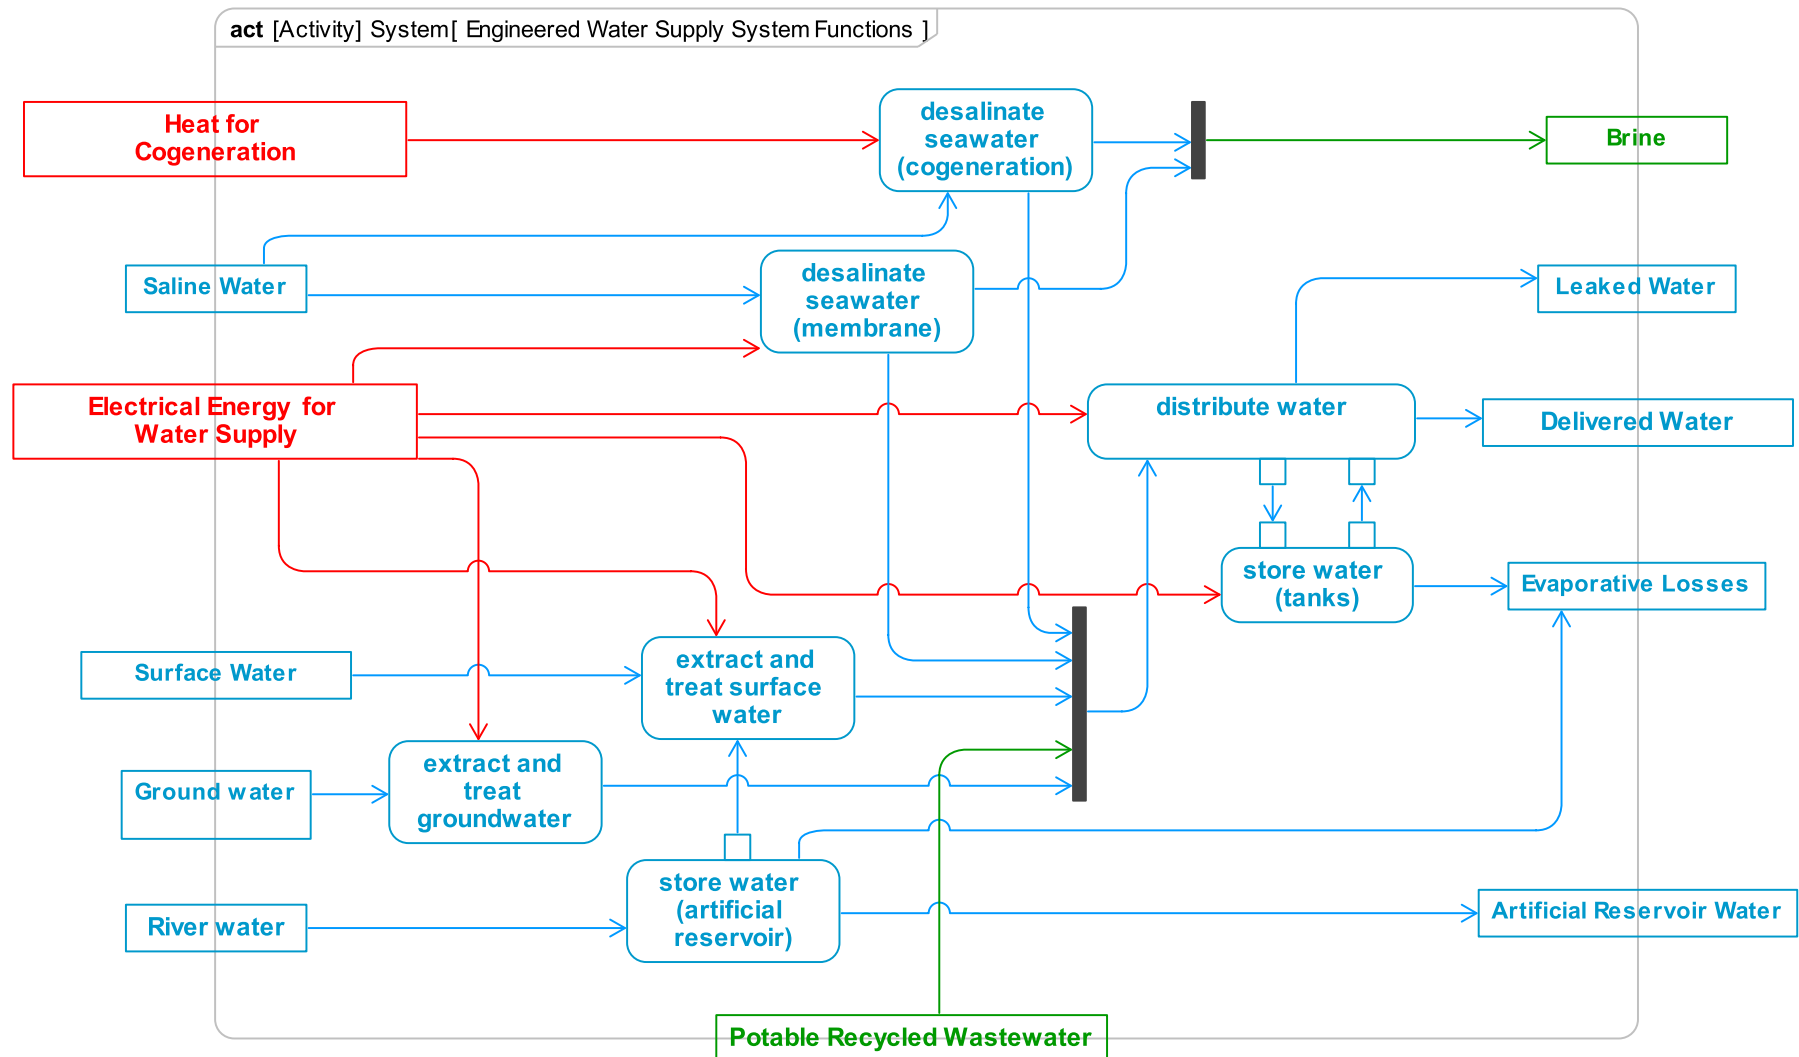 act [Activity] System[ Engineered Water Supply System Functions ]
Heat for
Cogeneration
desalinate
seawater
(cogeneration)
Brine
Saline Water
desalinate
seawater
(membrane)
Leaked Water
Electrical Energy for
Water Supply
distribute water
Delivered Water
store water
(tanks)
Evaporative Losses
Surface Water
extract and
treat surface
water
Ground water
extract and
treat
groundwater
River water
store water
(artificial
reservoir)
Artificial Reservoir Water
Potable Recycled Wastewater